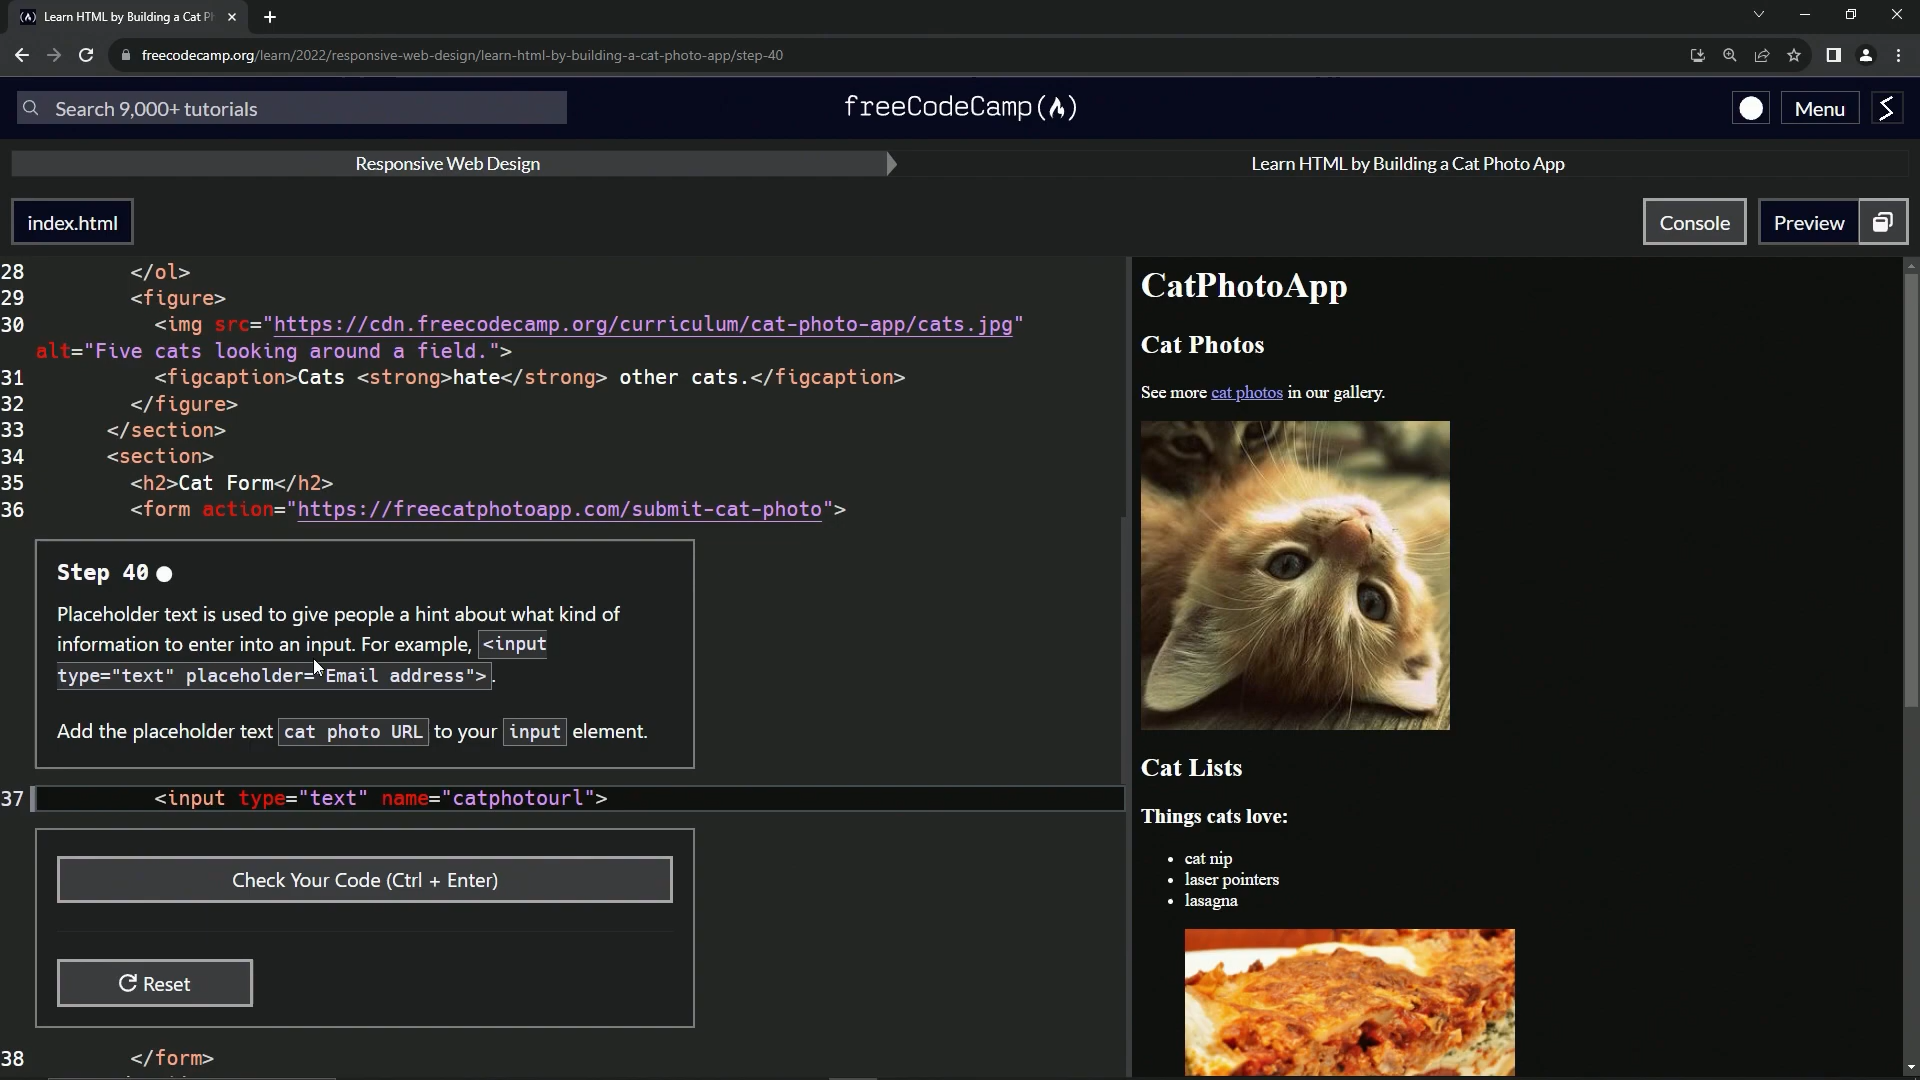 Learn HTML by Building a Cat P
freecodecamp.org/learn/2022/responsive-web-design/learn-html-by-building-a-cat-photo-app/step-40
Search 9,000+ tutorials
freeCodeCamp
Menu
Responsive Web Design
Learn HTML by Building a Cat Photo App
index.html
Console
Preview
28 </ol>
29 <figure>
30 <img src="https://cdn.freecodecamp.org/curriculum/cat-photo-app/cats.jpg"
alt="Five cats looking around a field.">
31 <figcaption>Cats <strong>hate</strong> other cats.</figcaption>
32 </figure>
33 </section>
34 <section>
35 <h2>Cat Form</h2>
36 <form action="https://freecatphotoapp.com/submit-cat-photo">
Step 40
Placeholder text is used to give people a hint about what kind of
information to enter into an input. For example, <input
type="text" placeholder="Email address">.
Add the placeholder text cat photo URL to your input element.
37 <input type="text" name="catphotourl">
Check Your Code (Ctrl + Enter)
Reset
38 </form>
CatPhotoApp
Cat Photos
See more cat photos in our gallery.
Cat Lists
Things cats love:
• cat nip
• laser pointers
• lasagna